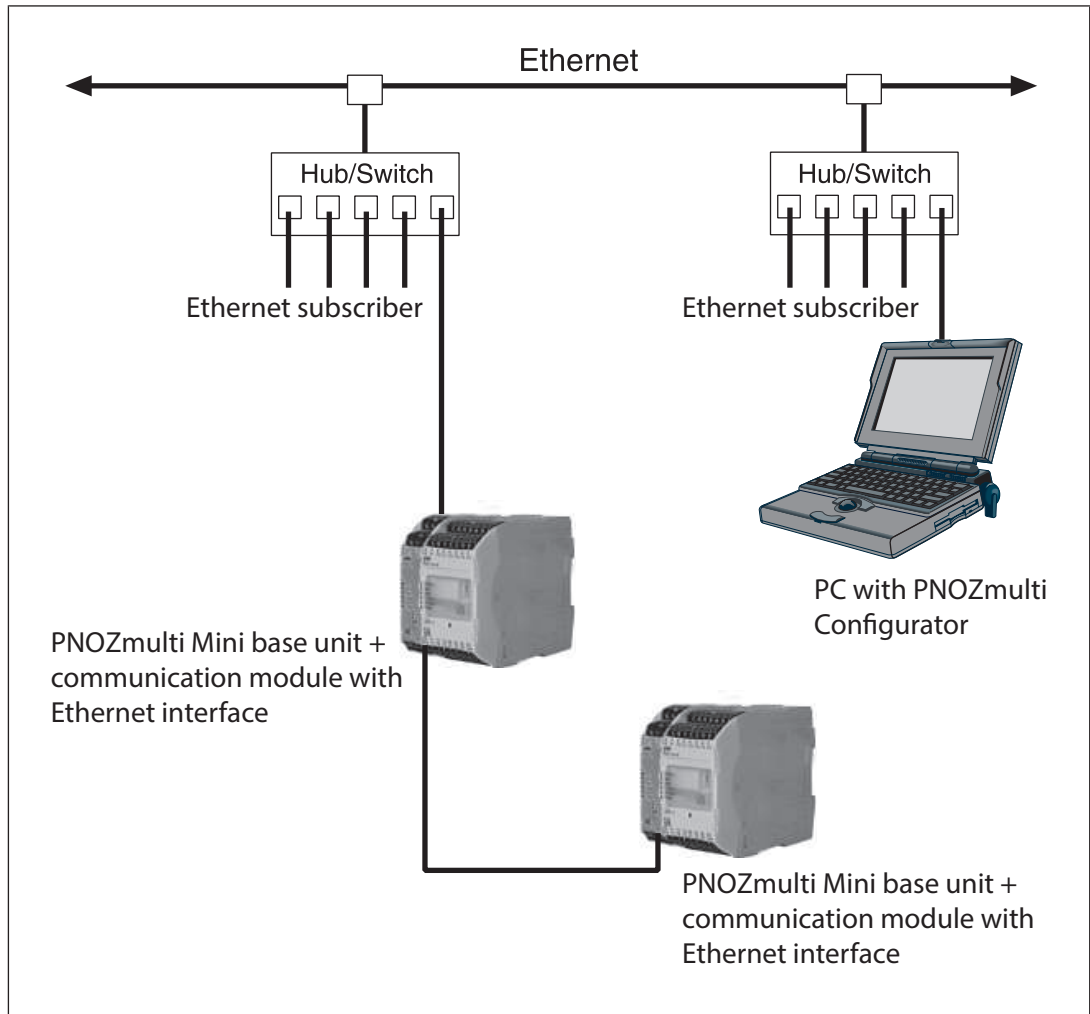 Ethernet
Hub/Switch
Hub/Switch
Ethernet subscriber
Ethernet subscriber
PC with PNOZmulti
Configurator
PNOZmulti Mini base unit +
communication module with
Ethernet interface
PNOZmulti Mini base unit +
communication module with
Ethernet interface